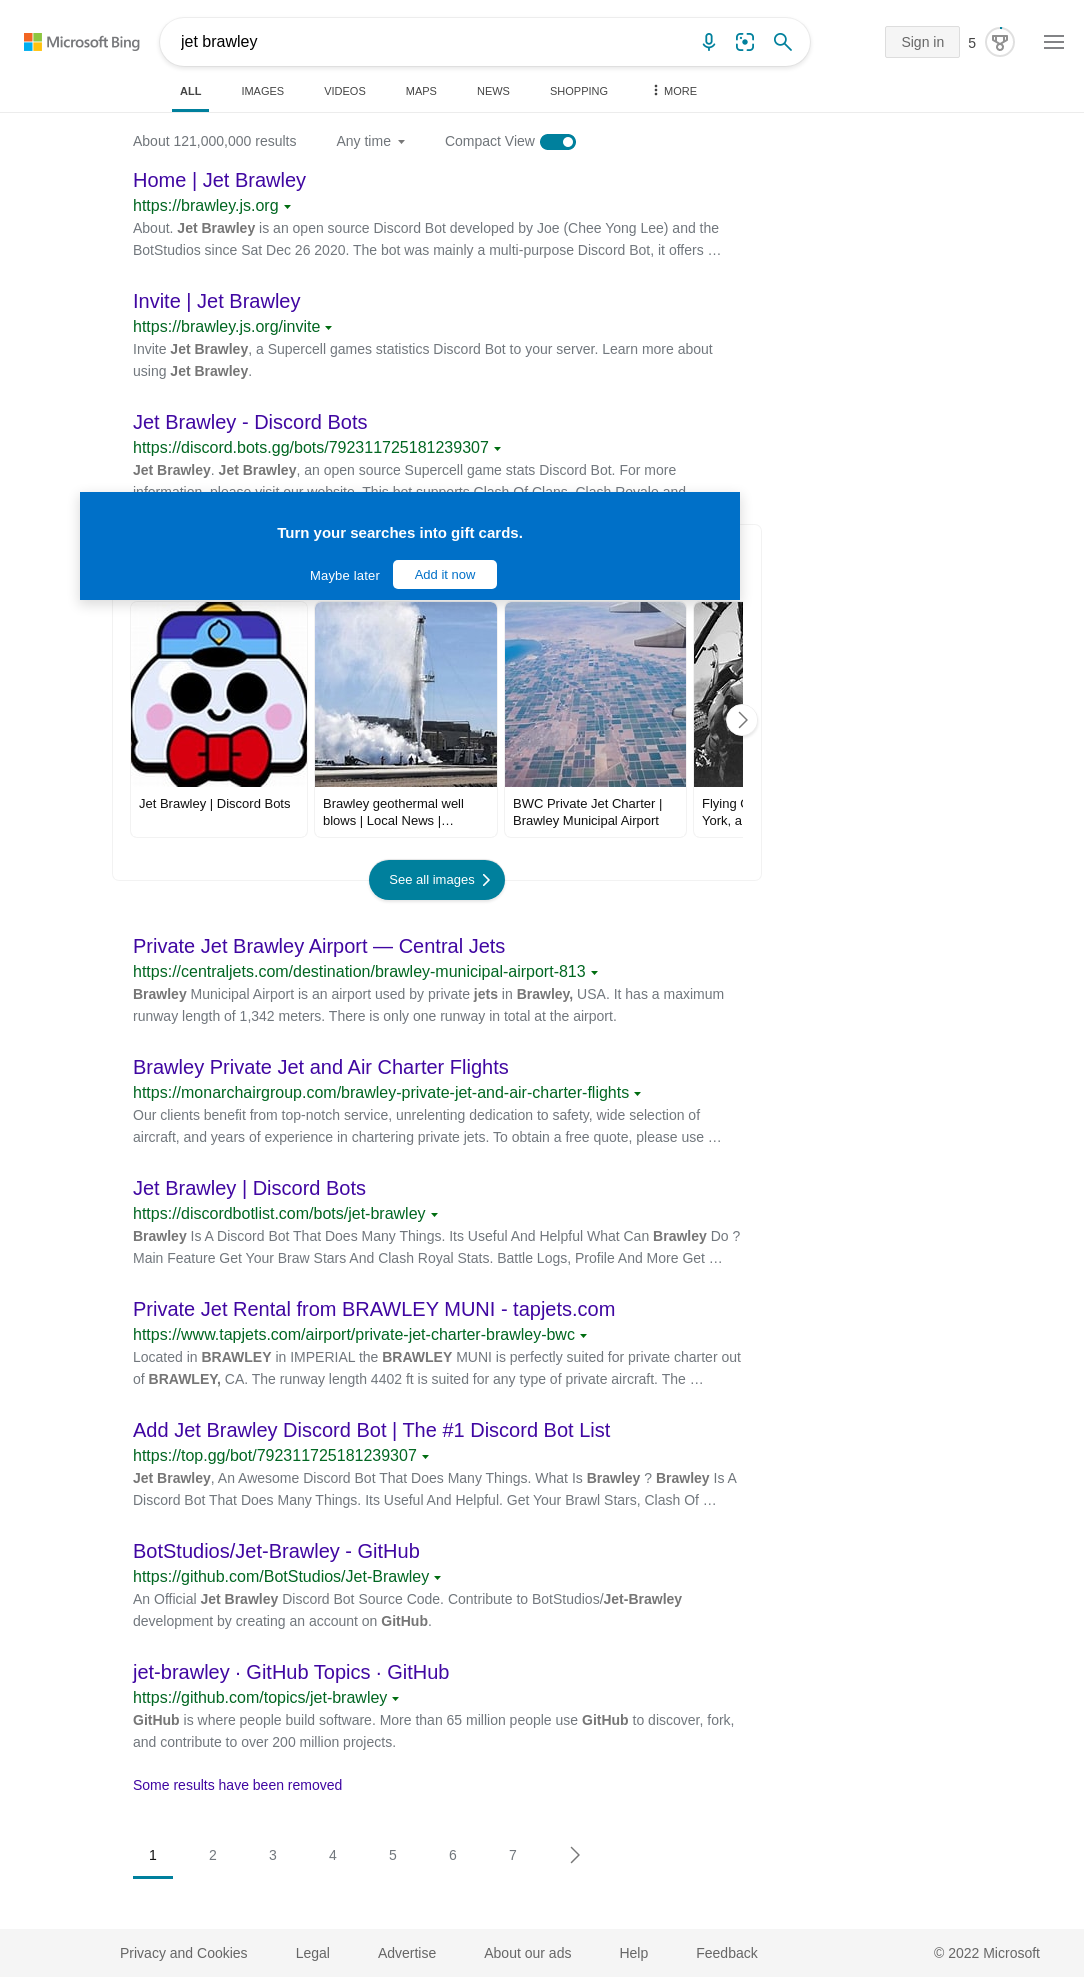 Microsoft Bing
jet brawley
Sign in
5
ALL
IMAGES
VIDEOS
MAPS
NEWS
SHOPPING
MORE
About 121,000,000 results
Any time
Compact View
Home | Jet Brawley
https://brawley.js.org
About. Jet Brawley is an open source Discord Bot developed by Joe (Chee Yong Lee) and the
BotStudios since Sat Dec 26 2020. The bot was mainly a multi-purpose Discord Bot, it offers …
Invite | Jet Brawley
https://brawley.js.org/invite
Invite Jet Brawley, a Supercell games statistics Discord Bot to your server. Learn more about
using Jet Brawley.
Jet Brawley - Discord Bots
https://discord.bots.gg/bots/792311725181239307
Jet Brawley. Jet Brawley, an open source Supercell game stats Discord Bot. For more
information, please visit our website. This bot supports Clash Of Clans, Clash Royale and
Turn your searches into gift cards.
Maybe later
Add it now
Jet Brawley | Discord Bots
Brawley geothermal well
blows | Local News |…
BWC Private Jet Charter |
Brawley Municipal Airport
Flying
York, a
See all images
Private Jet Brawley Airport — Central Jets
https://centraljets.com/destination/brawley-municipal-airport-813
Brawley Municipal Airport is an airport used by private jets in Brawley, USA. It has a maximum
runway length of 1,342 meters. There is only one runway in total at the airport.
Brawley Private Jet and Air Charter Flights
https://monarchairgroup.com/brawley-private-jet-and-air-charter-flights
Our clients benefit from top-notch service, unrelenting dedication to safety, wide selection of
aircraft, and years of experience in chartering private jets. To obtain a free quote, please use …
Jet Brawley | Discord Bots
https://discordbotlist.com/bots/jet-brawley
Brawley Is A Discord Bot That Does Many Things. Its Useful And Helpful What Can Brawley Do ?
Main Feature Get Your Braw Stars And Clash Royal Stats. Battle Logs, Profile And More Get …
Private Jet Rental from BRAWLEY MUNI - tapjets.com
https://www.tapjets.com/airport/private-jet-charter-brawley-bwc
Located in BRAWLEY in IMPERIAL the BRAWLEY MUNI is perfectly suited for private charter out
of BRAWLEY, CA. The runway length 4402 ft is suited for any type of private aircraft. The …
Add Jet Brawley Discord Bot | The #1 Discord Bot List
https://top.gg/bot/792311725181239307
Jet Brawley, An Awesome Discord Bot That Does Many Things. What Is Brawley ? Brawley Is A
Discord Bot That Does Many Things. Its Useful And Helpful. Get Your Brawl Stars, Clash Of …
BotStudios/Jet-Brawley - GitHub
https://github.com/BotStudios/Jet-Brawley
An Official Jet Brawley Discord Bot Source Code. Contribute to BotStudios/Jet-Brawley
development by creating an account on GitHub.
jet-brawley · GitHub Topics · GitHub
https://github.com/topics/jet-brawley
GitHub is where people build software. More than 65 million people use GitHub to discover, fork,
and contribute to over 200 million projects.
Some results have been removed
1
2
3
4
5
6
7
Privacy and Cookies
Legal
Advertise
About our ads
Help
Feedback
© 2022 Microsoft